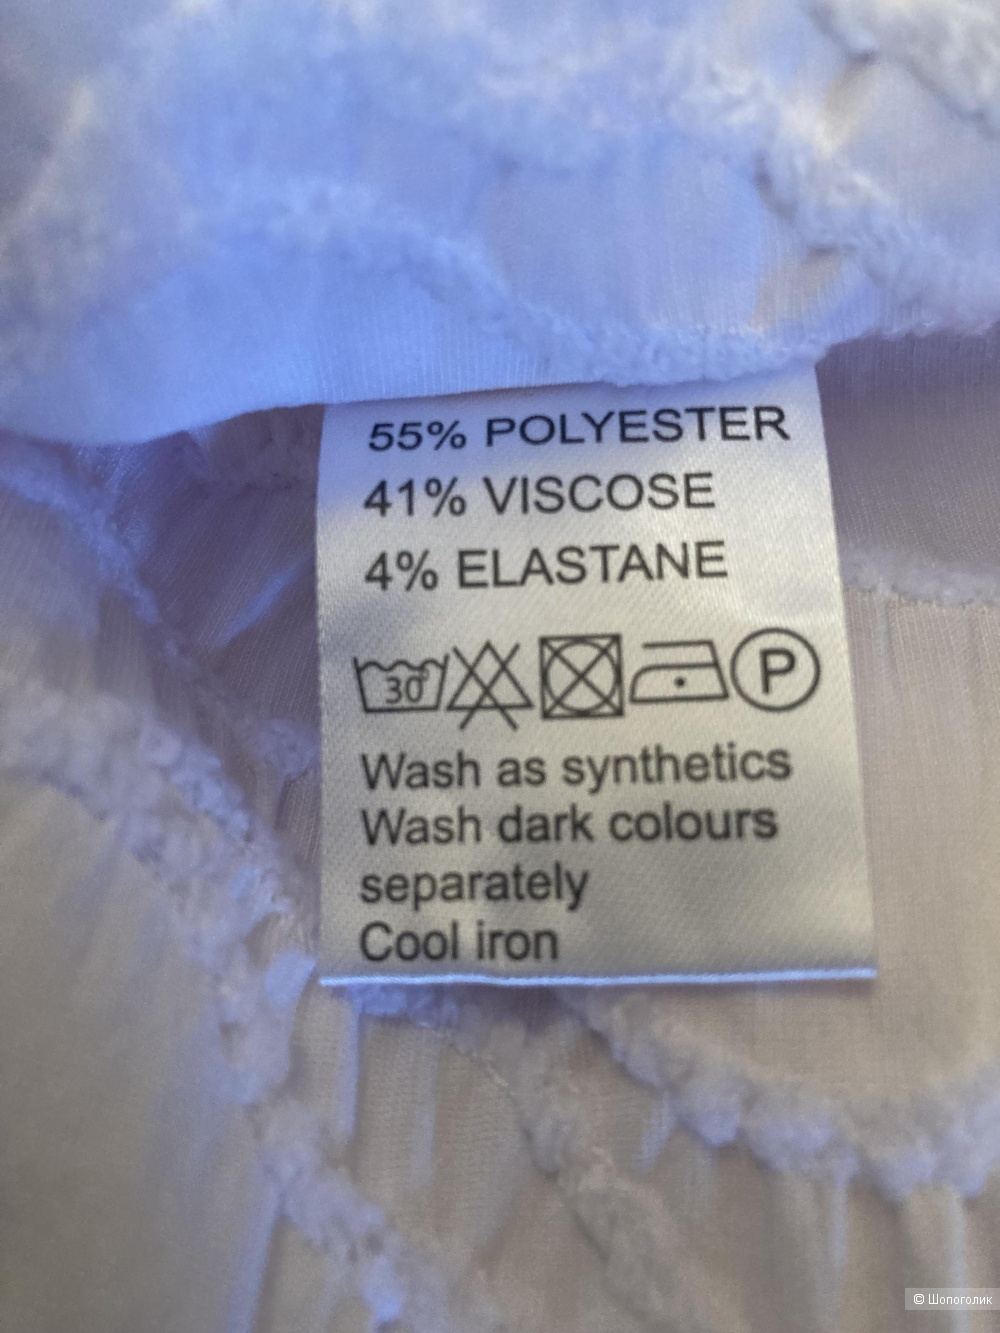 55% POLYESTER
41% VISCOSE
4% ELASTANE
30° P
Wash as synthetics
Wash dark colours
separately
Cool iron
© Шопоголик